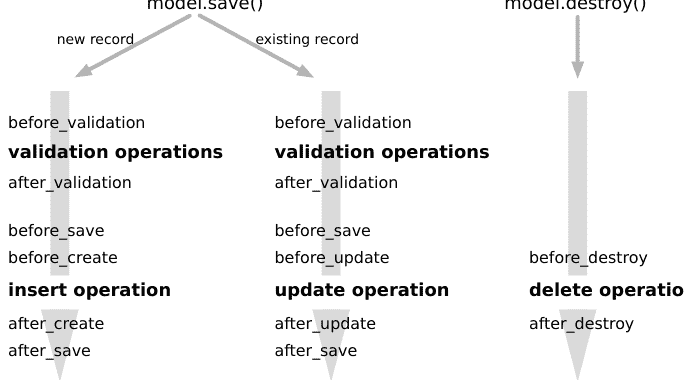 model.save()
model.destroy()
new record
existing record
before_validation
validation operations
after_validation
before_save
before_create
insert operation
after_create
after_save
before_validation
validation operations
after_validation
before_save
before_update
update operation
after_update
after_save
before_destroy
delete operatio
after_destroy